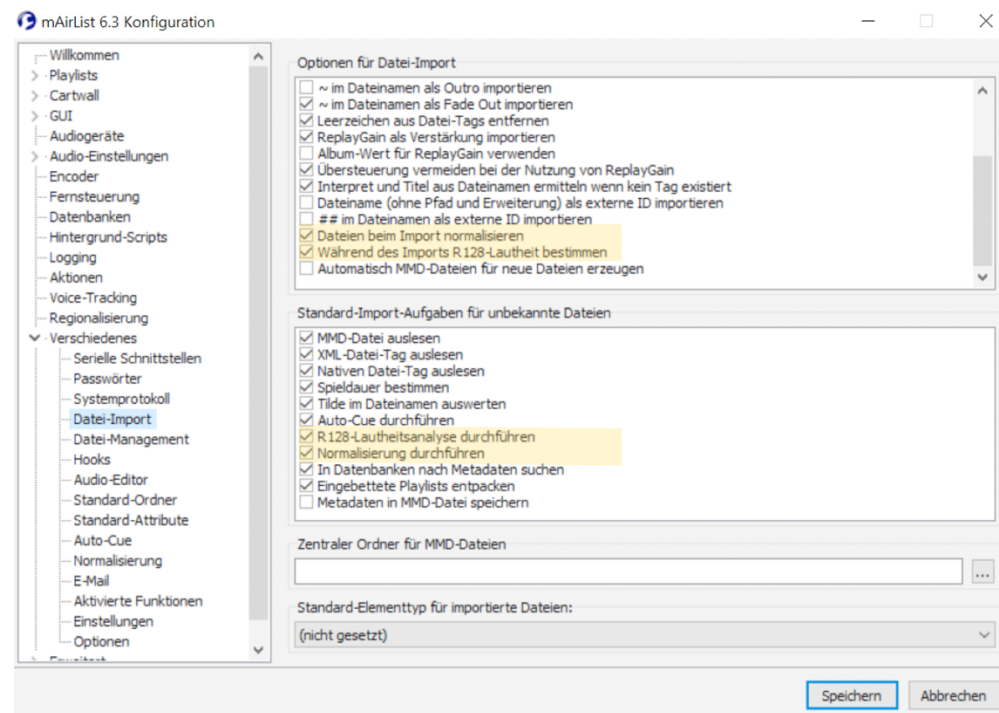 mAirList 6.3 Konfiguration
Willkommen
Playlists
Cartwall
GUI
Audiogeräte
Audio-Einstellungen
Encoder
Fernsteuerung
Datenbanken
Hintergrund-Scripts
Logging
Aktionen
Voice-Tracking
Regionalisierung
Verschiedenes
Serielle Schnittstellen
Passwörter
Systemprotokoll
Datei-Import
Datei-Management
Hooks
Audio-Editor
Standard-Ordner
Standard-Attribute
Auto-Cue
Normalisierung
E-Mail
Aktivierte Funktionen
Einstellungen
Optionen
Optionen für Datei-Import
~ im Dateinamen als Outro importieren
~ im Dateinamen als Fade Out importieren
Leerzeichen aus Datei-Tags entfernen
ReplayGain als Verstärkung importieren
Album-Wert für ReplayGain verwenden
Übersteuerung vermeiden bei der Nutzung von ReplayGain
Interpret und Titel aus Dateinamen ermitteln wenn kein Tag existiert
Dateiname (ohne Pfad und Erweiterung) als externe ID importieren
## im Dateinamen als externe ID importieren
Dateien beim Import normalisieren
Während des Imports R128-Lautheit bestimmen
Automatisch MMD-Dateien für neue Dateien erzeugen
Standard-Import-Aufgaben für unbekannte Dateien
MMD-Datei auslesen
XML-Datei-Tag auslesen
Nativen Datei-Tag auslesen
Spieldauer bestimmen
Tilde im Dateinamen auswerten
Auto-Cue durchführen
R128-Lautheitsanalyse durchführen
Normalisierung durchführen
In Datenbanken nach Metadaten suchen
Eingebettete Playlists entpacken
Metadaten in MMD-Datei speichern
Zentraler Ordner für MMD-Dateien
...
Standard-Elementtyp für importierte Dateien:
(nicht gesetzt)
Speichern
Abbrechen